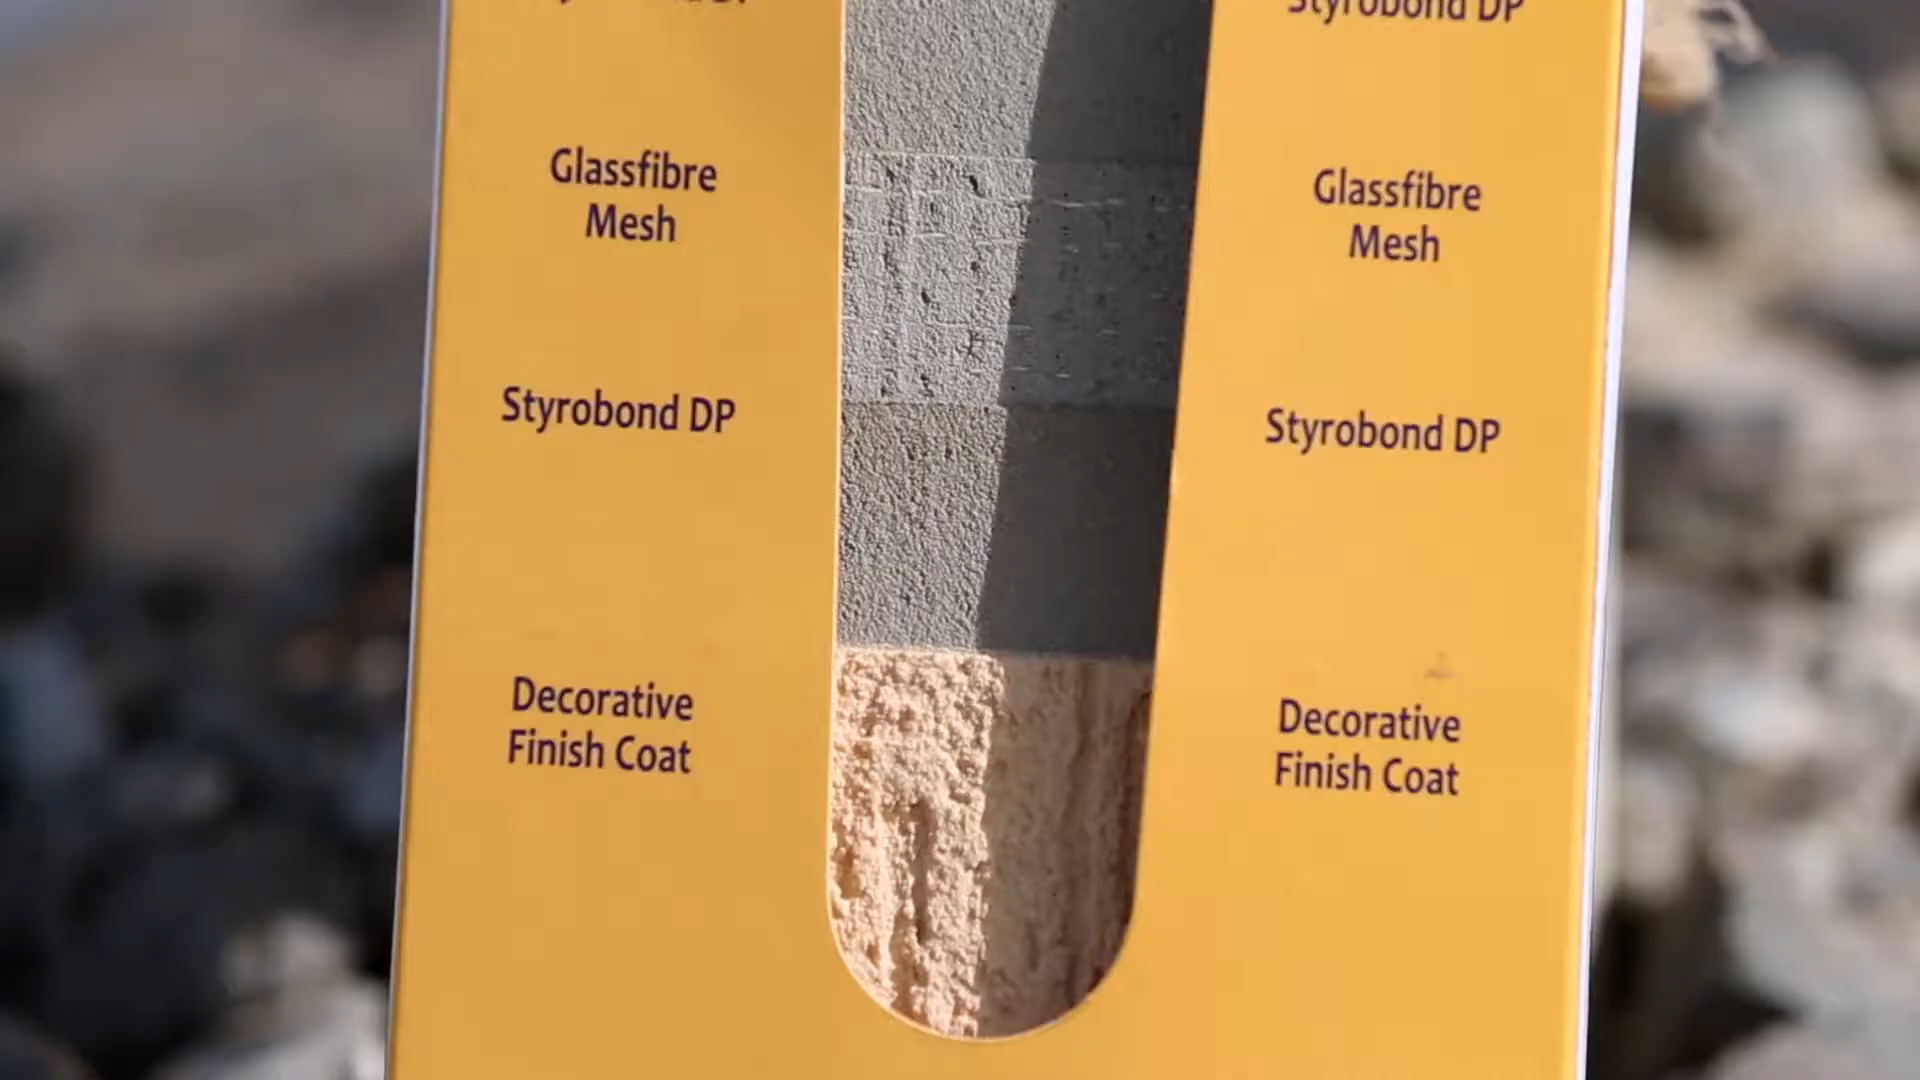 Styrobond DP
Glassfibre
Mesh
Glassfibre
Mesh
Styrobond DP
Styrobond DP
Decorative
Finish Coat
Decorative
Finish Coat